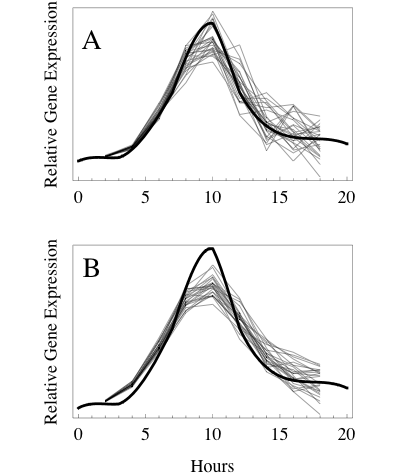 Relative Gene Expression
A
0 5 10 15 20
Relative Gene Expression
B
0 5 10 15 20
Hours